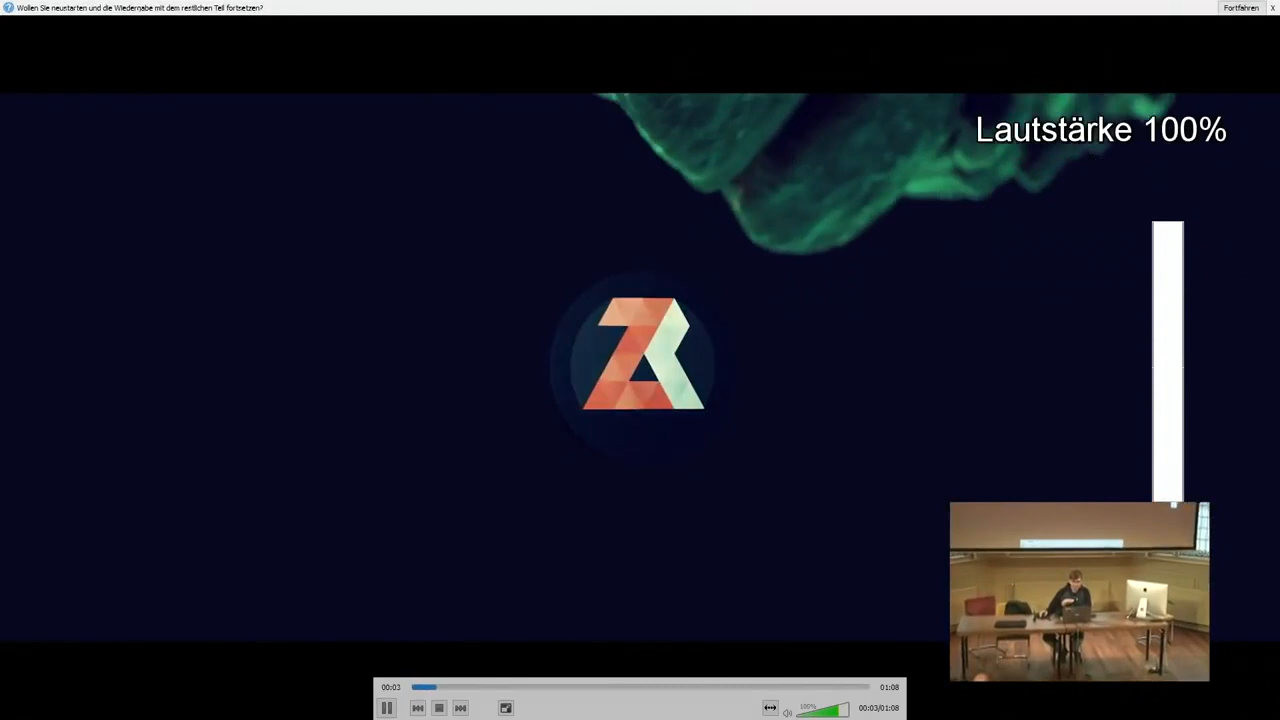 Wollen Sie neustarten und die Wiedergabe mit dem restlichen Teil fortsetzen?
Fortfahren
X
Lautstärke 100%
00:03
01:08
100%
00:03/01:08